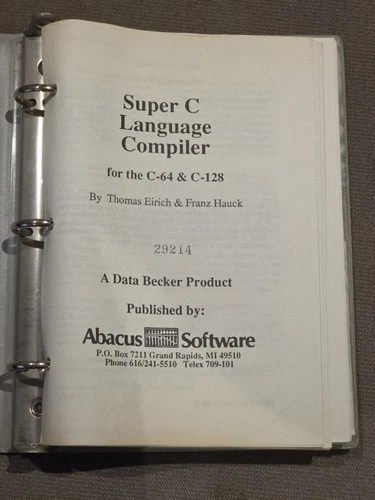 Super C
Language
Compiler
for the C-64 & C-128
By Thomas Eirich & Franz Hauck
29214
A Data Becker Product
Published by:
Abacus Software
P.O. Box 7211 Grand Rapids, MI 49510
Phone 616/241-5510 Telex 709-101